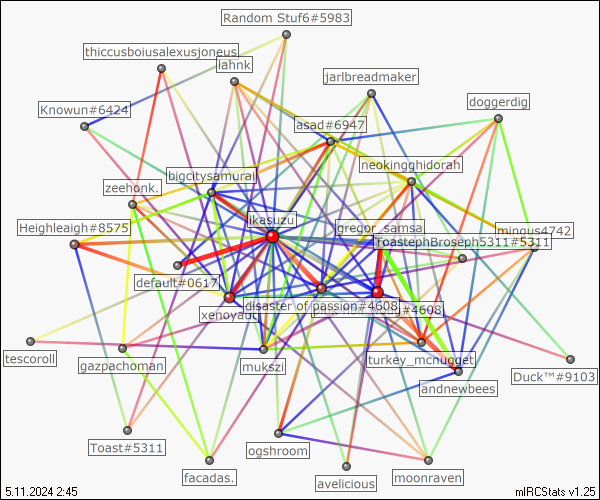 Random Stuf6#5983
thiccusboiusalexusjoneus
lahnk
jarlbreadmaker
doggerdig
Knowun#6424
asad#6947
neokingghidorah
bigcitysamurai
zeehonk.
Ikasuzu
gregor_samsa
mingus4742
Heighleaigh#8575
ToastephBroseph5311#5311
default#0617
xenoyaut
disaster of passion#4608
#4608
tescoroll
gazpachoman
mukszi
turkey_mcnugget
andnewbees
Duck™#9103
Toast#5311
ogshroom
facadas.
avelicious
moonraven
5.11.2024 2:45
mIRCStats v1.25